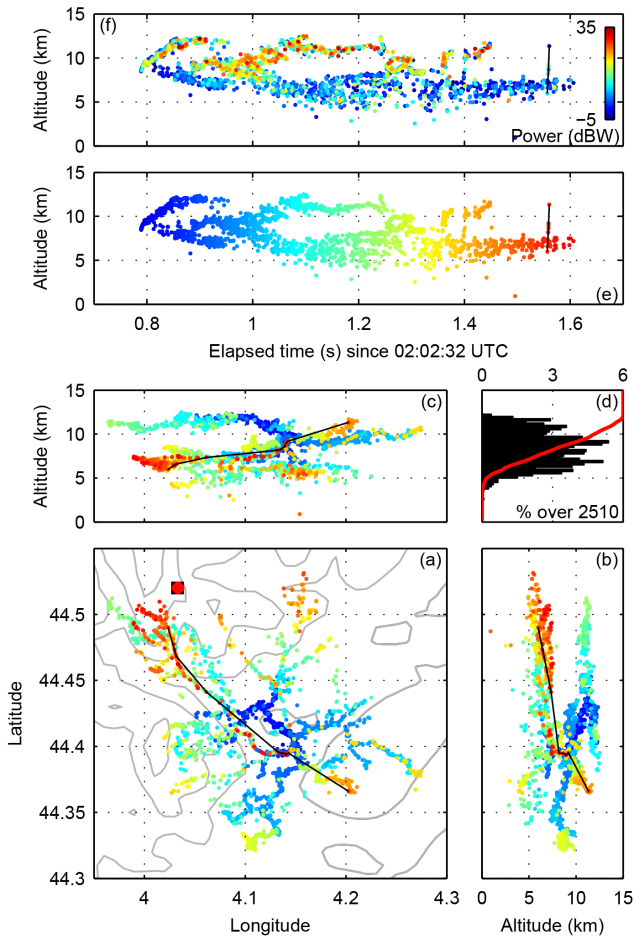 (f)
15
10
5
0
Altitude (km)
35
−5
Power (dBW)
15
10
5
0
Altitude (km)
(e)
0.8 1 1.2 1.4 1.6
Elapsed time (s) since 02:02:32 UTC
0 3 6
15
10
5
0
Altitude (km)
(c)
(d)
% over 2510
(a)
(b)
44.5
44.45
44.4
44.35
44.3
Latitude
4 4.1 4.2 4.3
0 5 10 15
Longitude
Altitude (km)